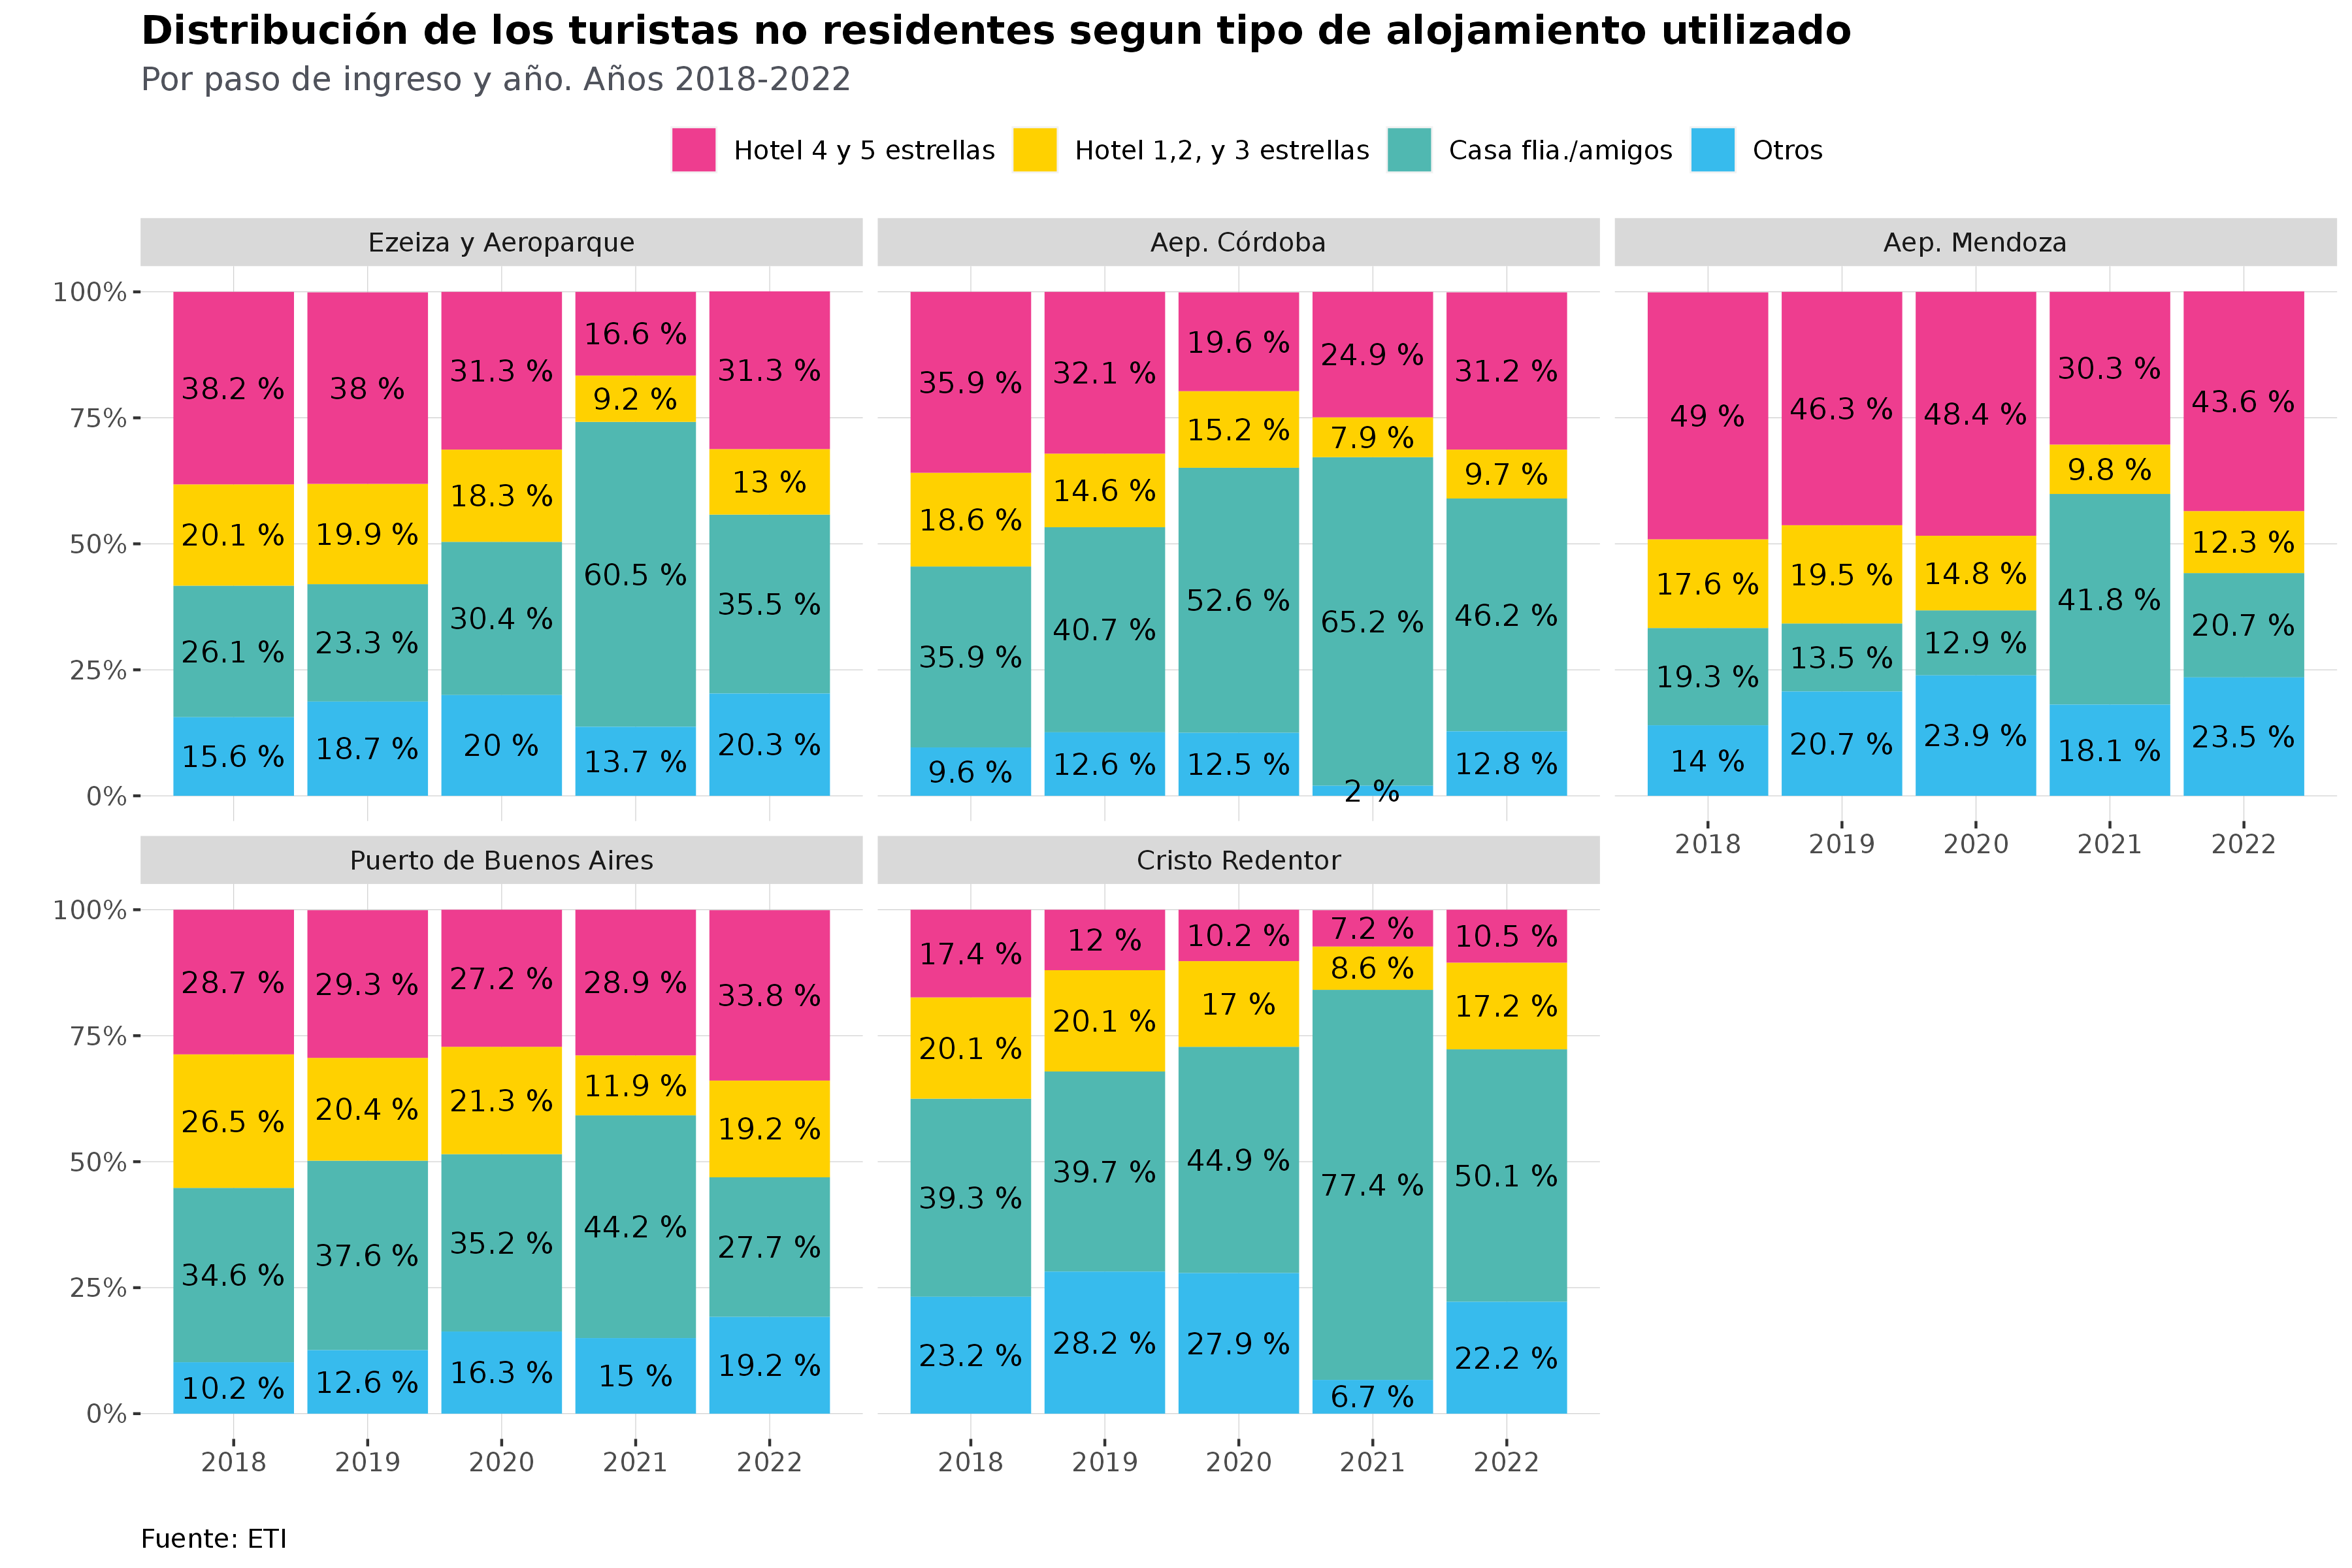 Distribución de los turistas no residentes segun tipo de alojamiento utilizado
Por paso de ingreso y año. Años 2018-2022
Hotel 4 y 5 estrellas Hotel 1,2, y 3 estrellas Casa flia./amigos Otros
Ezeiza y Aeroparque
100%
75%
50%
25%
0%
38.2 % 38 % 31.3 % 16.6 % 31.3 %
20.1 % 19.9 % 18.3 % 9.2 % 13 %
26.1 % 23.3 % 30.4 % 60.5 % 35.5 %
15.6 % 18.7 % 20 % 13.7 % 20.3 %
Aep. Córdoba
35.9 % 32.1 % 19.6 % 24.9 % 31.2 %
18.6 % 14.6 % 15.2 % 7.9 % 9.7 %
35.9 % 40.7 % 52.6 % 65.2 % 46.2 %
9.6 % 12.6 % 12.5 % 2 % 12.8 %
Aep. Mendoza
49 % 46.3 % 48.4 % 30.3 % 43.6 %
17.6 % 19.5 % 14.8 % 9.8 % 12.3 %
19.3 % 13.5 % 12.9 % 41.8 % 20.7 %
14 % 20.7 % 23.9 % 18.1 % 23.5 %
2018 2019 2020 2021 2022
Puerto de Buenos Aires
100%
75%
50%
25%
0%
28.7 % 29.3 % 27.2 % 28.9 % 33.8 %
26.5 % 20.4 % 21.3 % 11.9 % 19.2 %
34.6 % 37.6 % 35.2 % 44.2 % 27.7 %
10.2 % 12.6 % 16.3 % 15 % 19.2 %
2018 2019 2020 2021 2022
Cristo Redentor
17.4 % 12 % 10.2 % 7.2 % 10.5 %
20.1 % 20.1 % 17 % 8.6 % 17.2 %
39.3 % 39.7 % 44.9 % 77.4 % 50.1 %
23.2 % 28.2 % 27.9 % 6.7 % 22.2 %
2018 2019 2020 2021 2022
Fuente: ETI